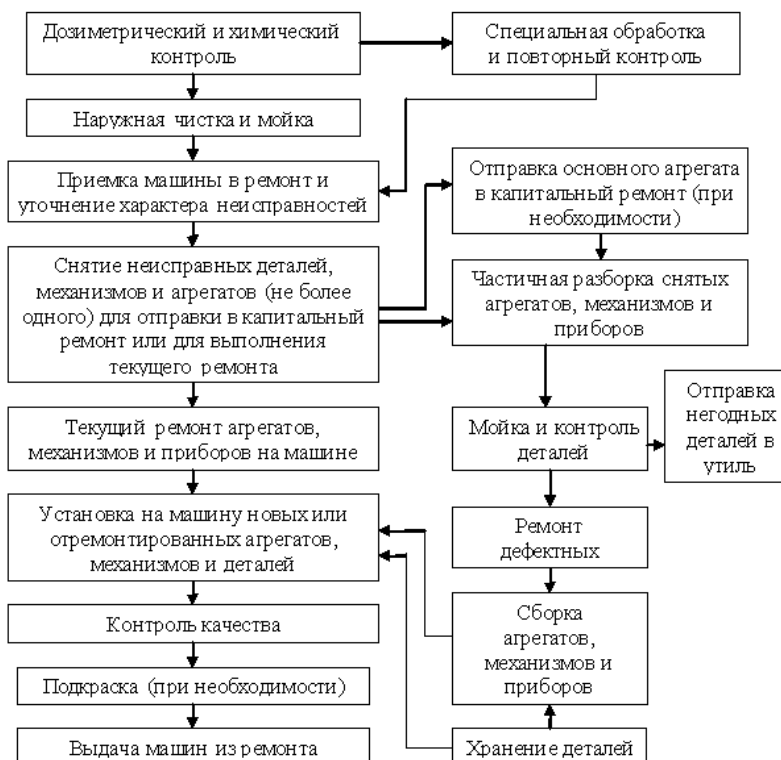 Дозиметрический и химический
контроль
Специальная обработка
и повторный контроль
Наружная чистка и мойка
Приемка машины в ремонт и
уточнение характера неисправностей
Отправка основного агрегата
в капитальный ремонт (при
необходимости)
Снятие неисправных деталей,
механизмов и агрегатов (не более
одного) для отправки в капитальный
ремонт или для выполнения
текущего ремонта
Частичная разборка снятых
агрегатов, механизмов и
приборов
Отправка
негодных
деталей в
утиль
Текущий ремонт агрегатов,
механизмов и приборов на машине
Мойка и контроль
деталей
Установка на машину новых или
отремонтированных агрегатов,
механизмов и деталей
Ремонт
дефектных
Контроль качества
Сборка
агрегатов,
механизмов и
приборов
Подкраска (при необходимости)
Выдача машин из ремонта
Хранение деталей